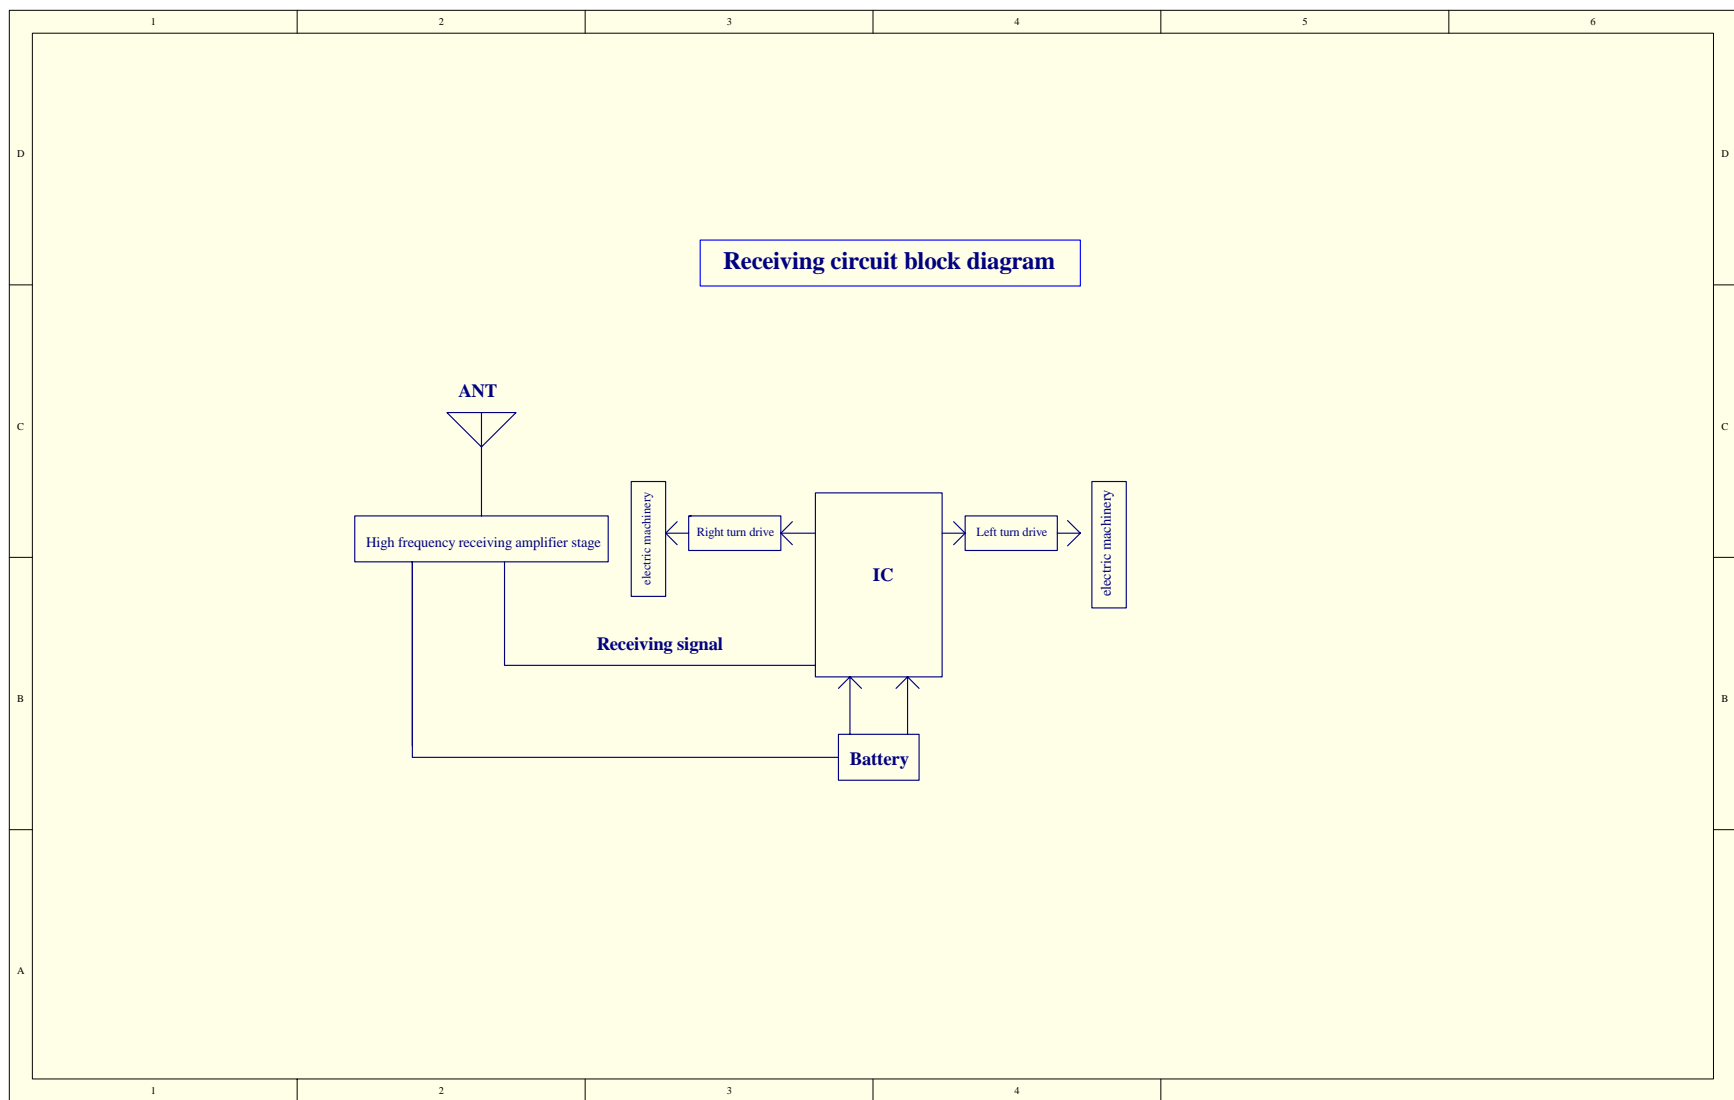 1 2 3 4 5 6
D D
Receiving circuit block diagram
ANT
C C
electric machinery
Right turn drive
Left turn drive
electric machinery
High frequency receiving amplifier stage
IC
Receiving signal
B B
Battery
A
1 2 3 4